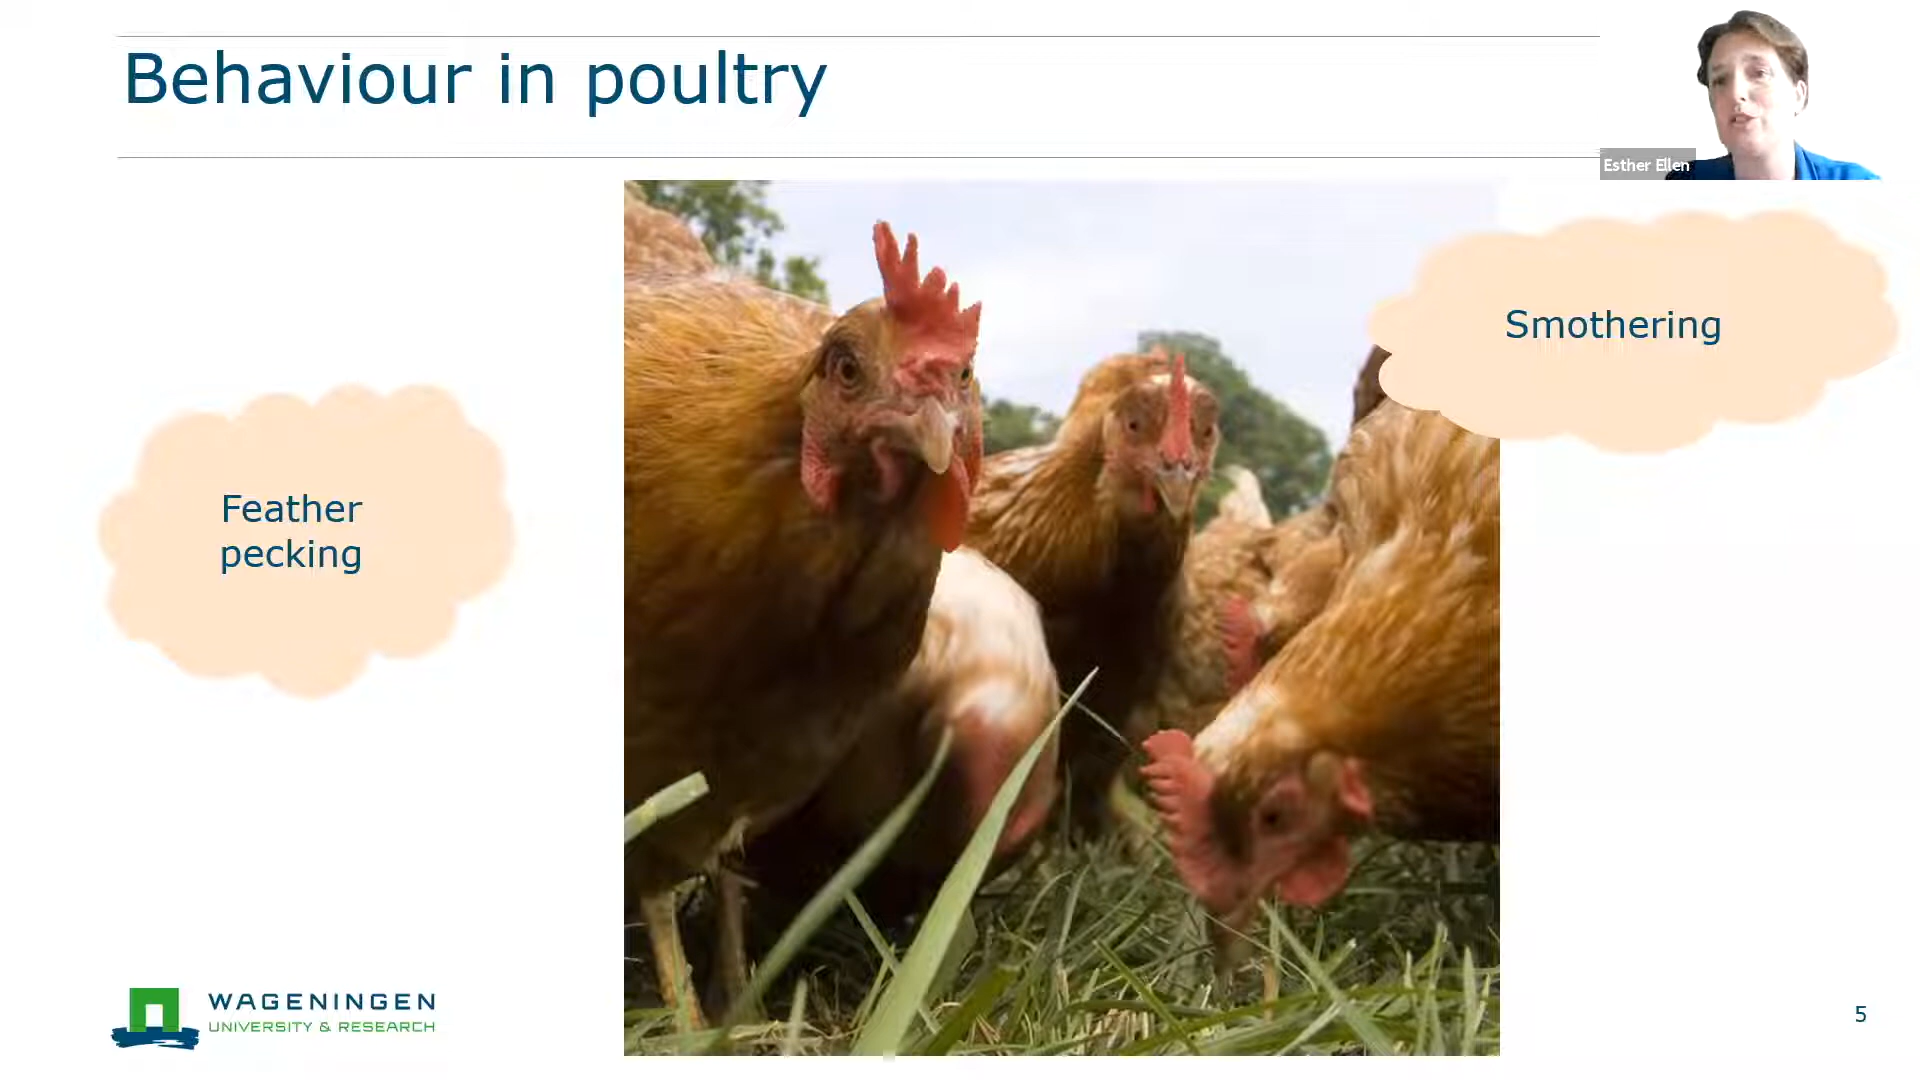 Behaviour in poultry
Esther Ellen
Smothering
Feather
pecking
WAGENINGEN
UNIVERSITY & RESEARCH
5